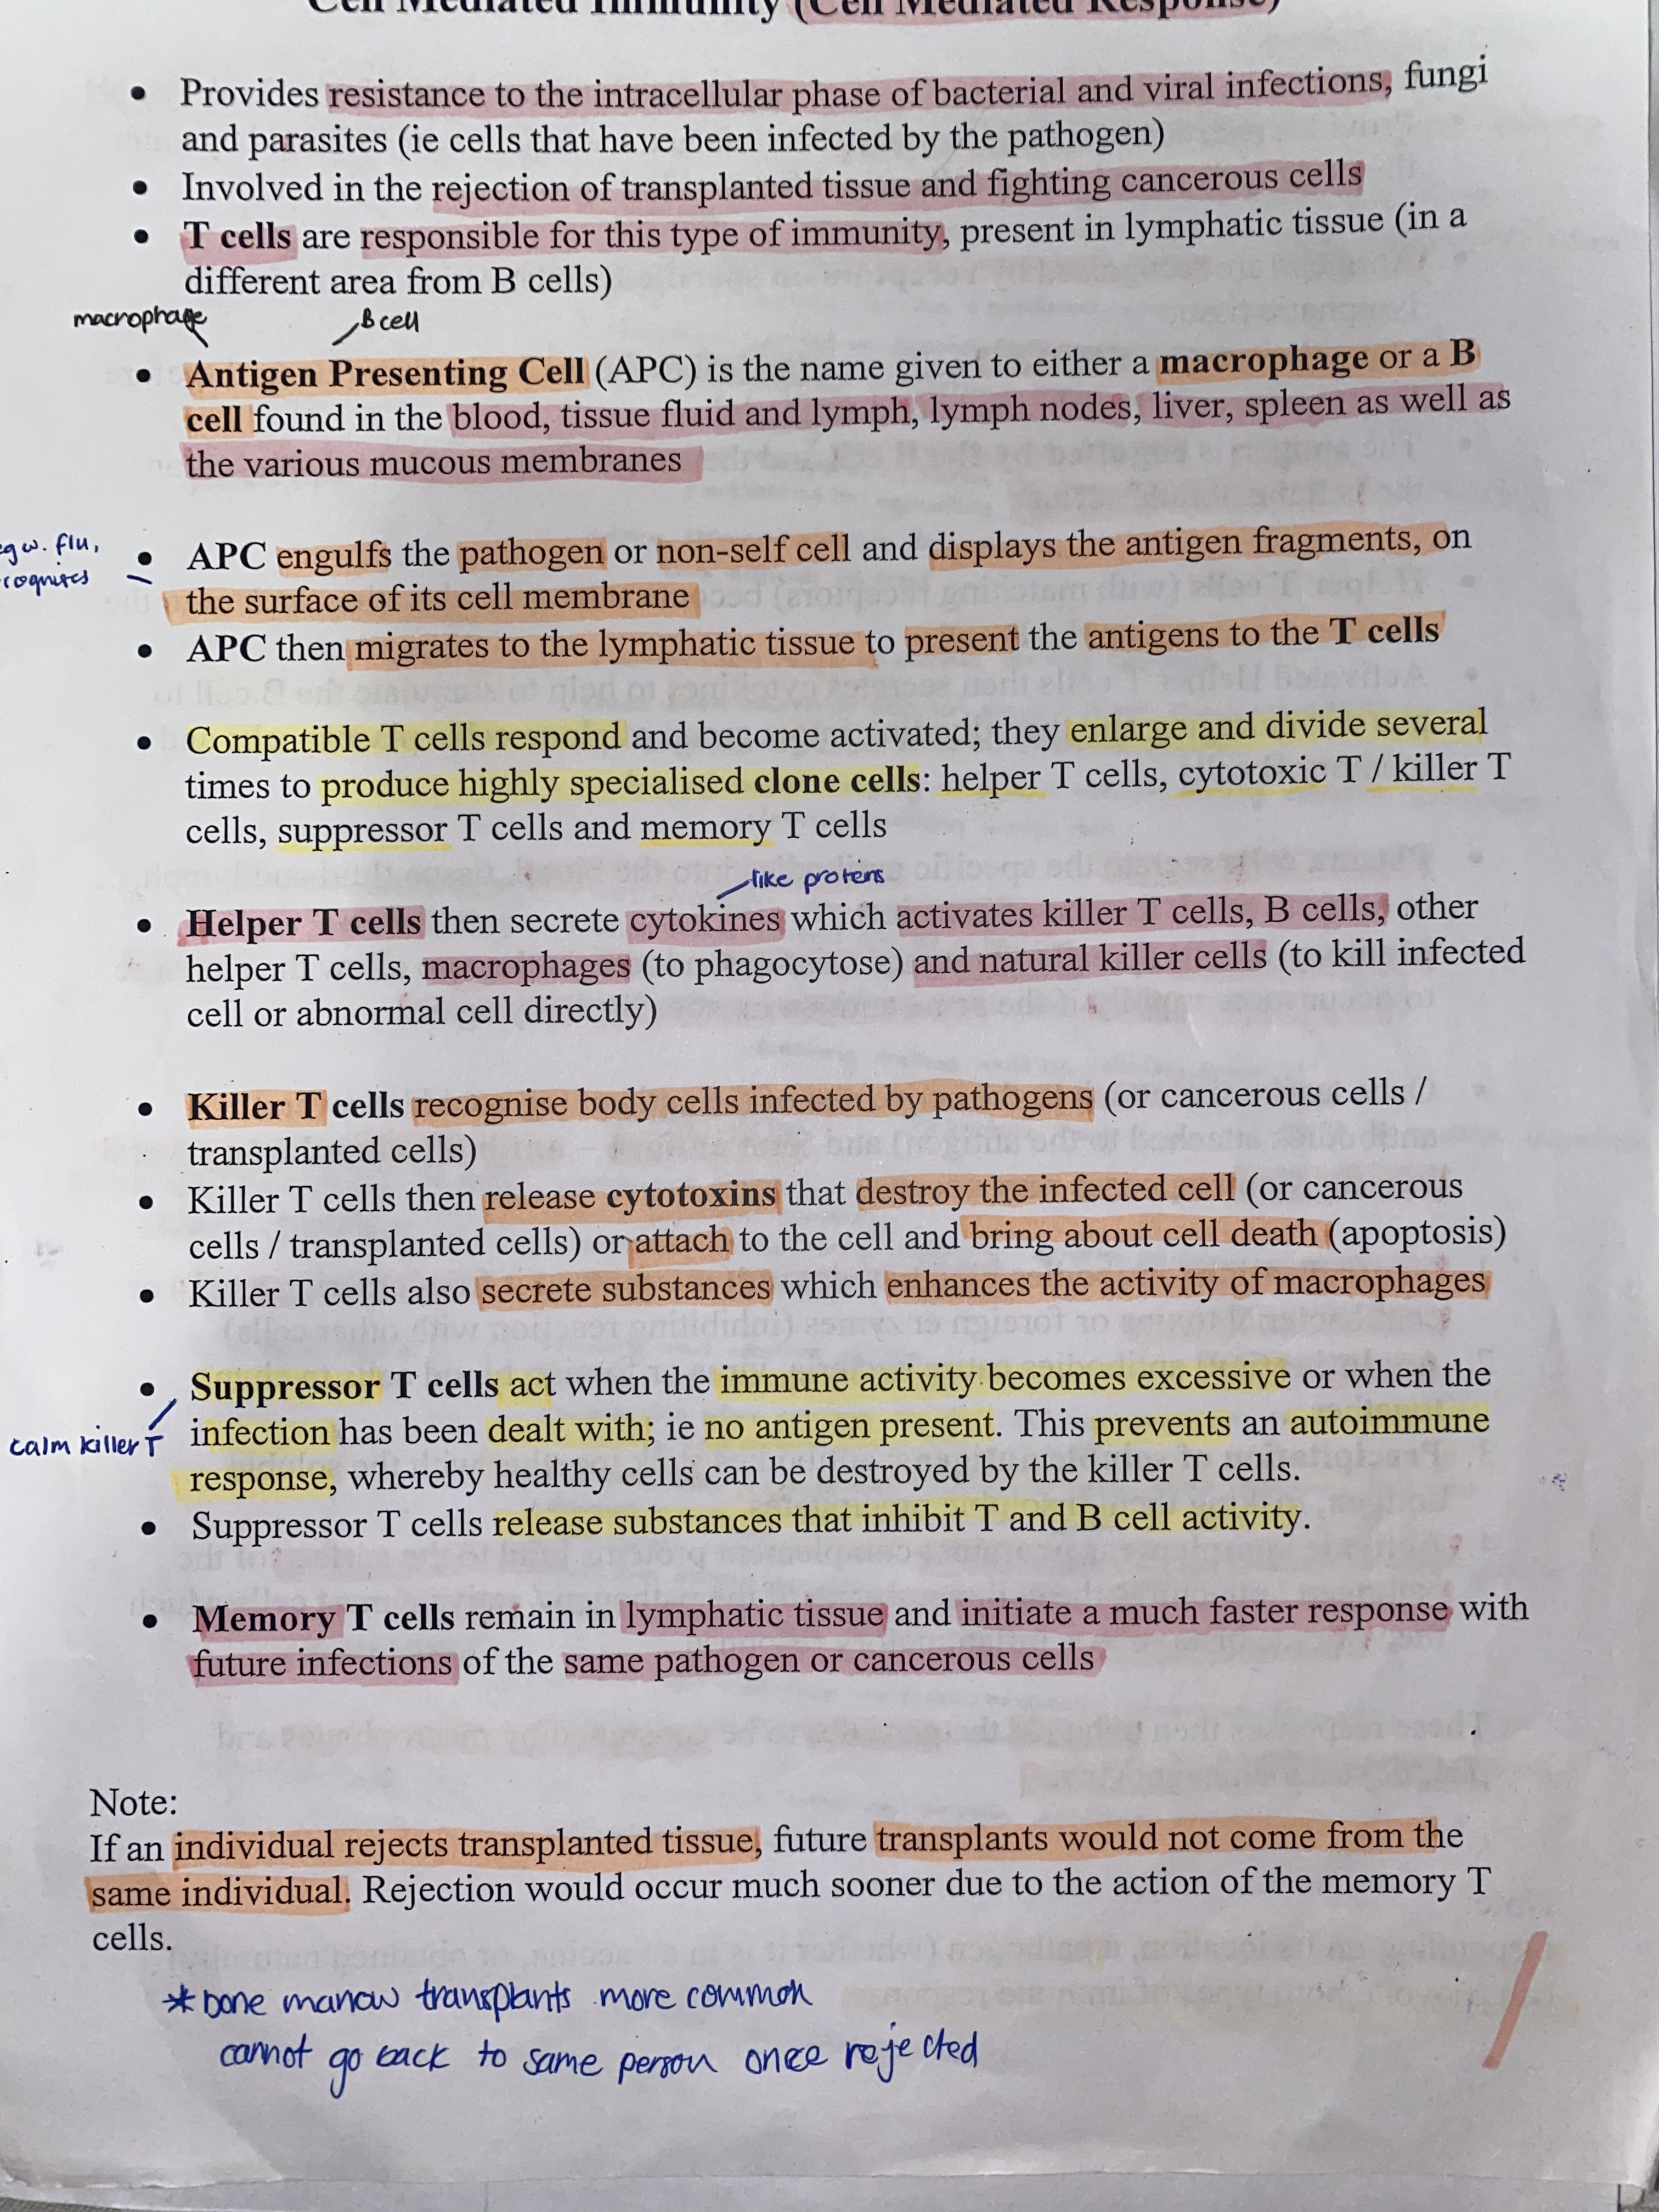 Cell Mediated Immunity (Cell Mediated Response)
• Provides resistance to the intracellular phase of bacterial and viral infections, fungi
and parasites (ie cells that have been infected by the pathogen)
• Involved in the rejection of transplanted tissue and fighting cancerous cells
• T cells are responsible for this type of immunity, present in lymphatic tissue (in a
different area from B cells)
macrophage
B cell
• Antigen Presenting Cell (APC) is the name given to either a macrophage or a B
cell found in the blood, tissue fluid and lymph, lymph nodes, liver, spleen as well as
the various mucous membranes
eg w. flu,
cognises
• APC engulfs the pathogen or non-self cell and displays the antigen fragments, on
the surface of its cell membrane
• APC then migrates to the lymphatic tissue to present the antigens to the T cells
• Compatible T cells respond and become activated; they enlarge and divide several
times to produce highly specialised clone cells: helper T cells, cytotoxic T / killer T
cells, suppressor T cells and memory T cells
like proteins
• Helper T cells then secrete cytokines which activates killer T cells, B cells, other
helper T cells, macrophages (to phagocytose) and natural killer cells (to kill infected
cell or abnormal cell directly)
• Killer T cells recognise body cells infected by pathogens (or cancerous cells /
transplanted cells)
• Killer T cells then release cytotoxins that destroy the infected cell (or cancerous
cells / transplanted cells) or attach to the cell and bring about cell death (apoptosis)
• Killer T cells also secrete substances which enhances the activity of macrophages
• Suppressor T cells act when the immune activity becomes excessive or when the
infection has been dealt with; ie no antigen present. This prevents an autoimmune
response, whereby healthy cells can be destroyed by the killer T cells.
calm killer T
• Suppressor T cells release substances that inhibit T and B cell activity.
• Memory T cells remain in lymphatic tissue and initiate a much faster response with
future infections of the same pathogen or cancerous cells
Note:
If an individual rejects transplanted tissue, future transplants would not come from the
same individual. Rejection would occur much sooner due to the action of the memory T
cells.
* bone marrow transplants more common
cannot go back to same person once rejected